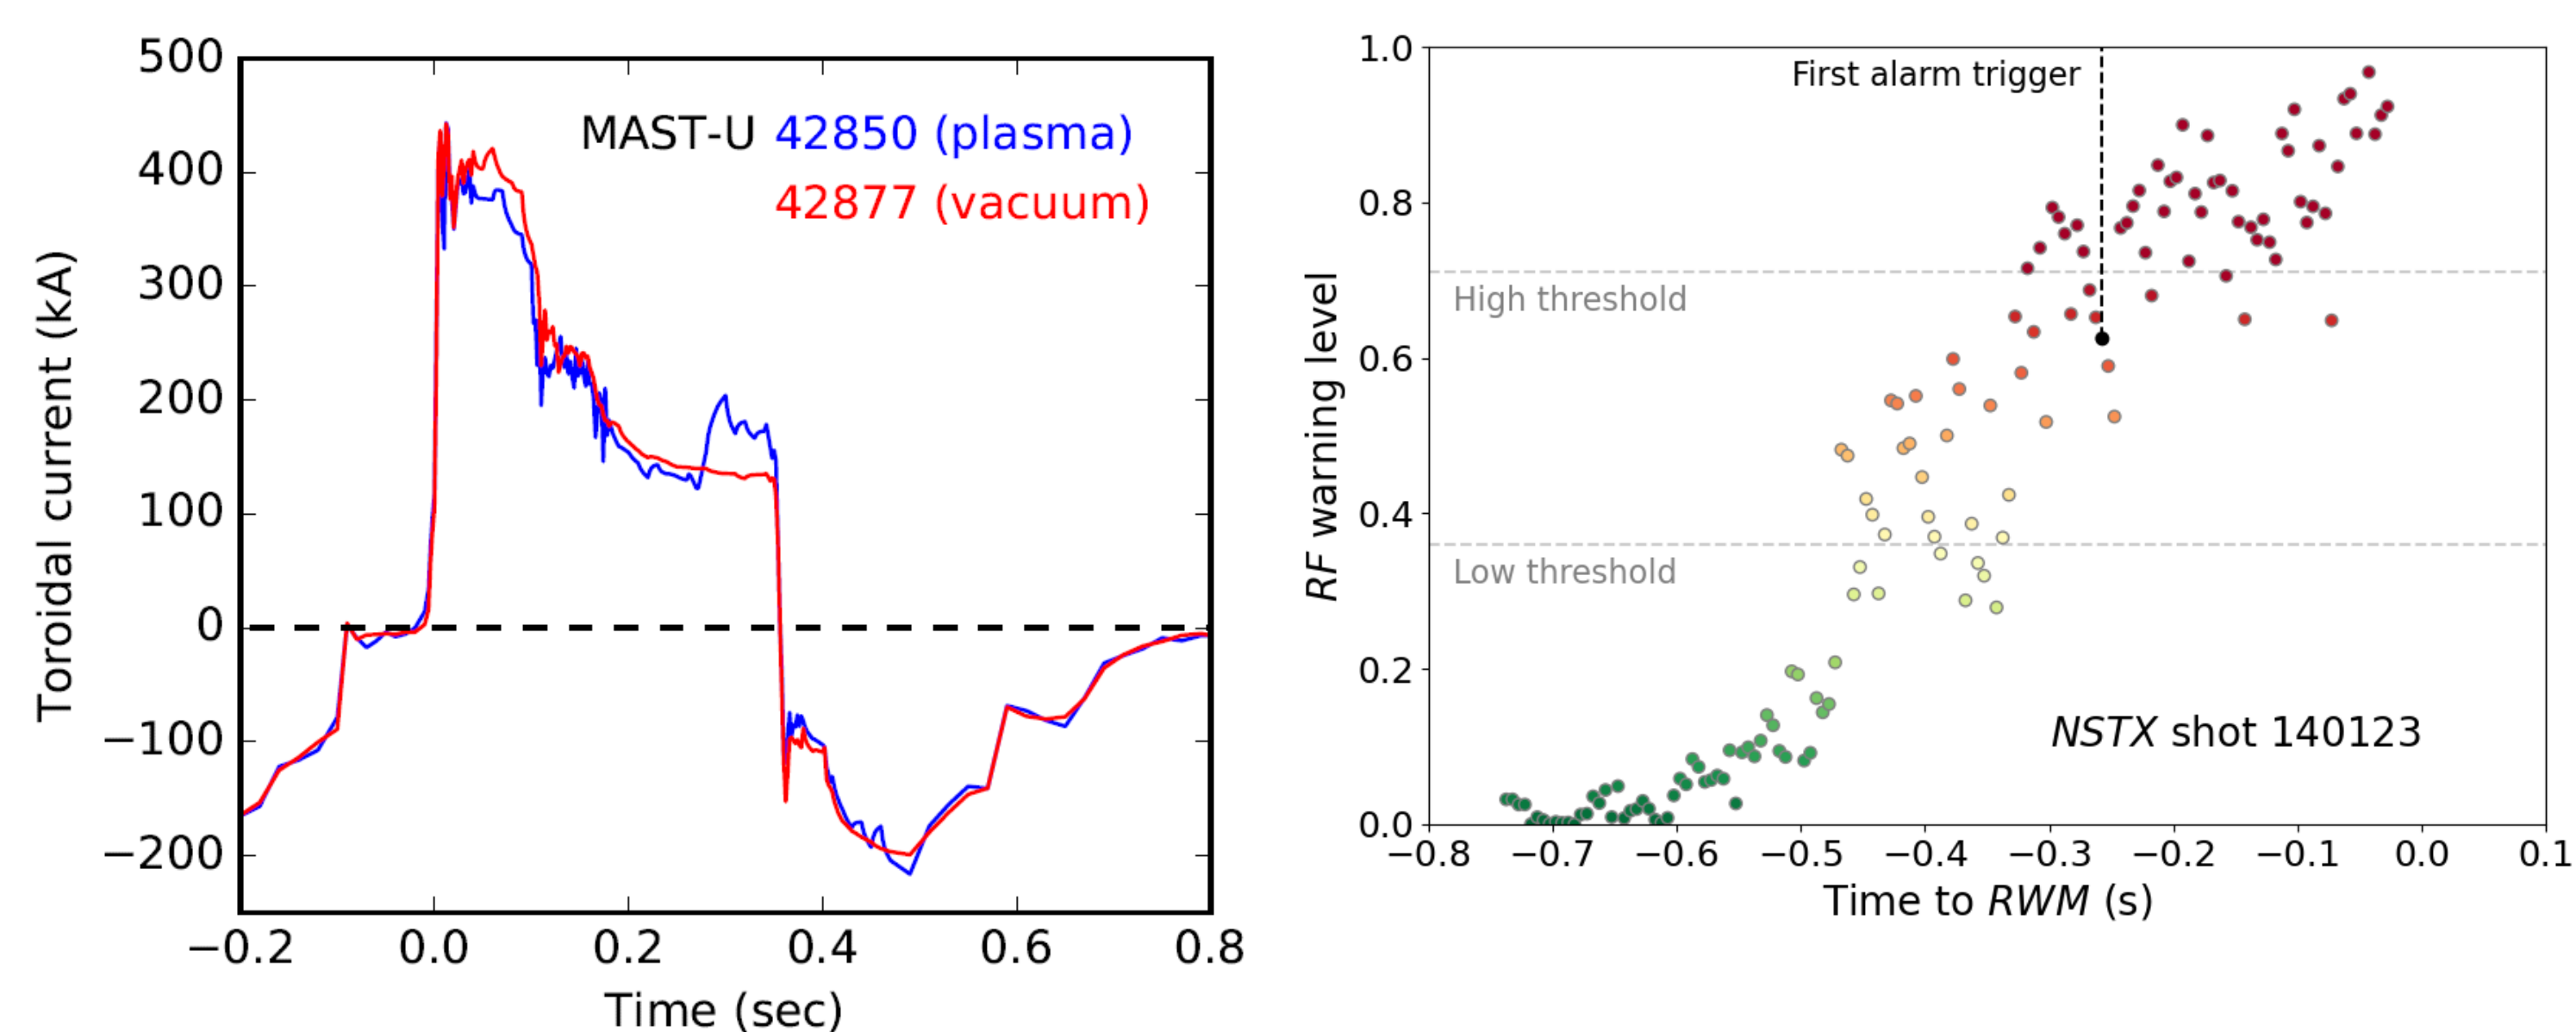 500
400
300
200
100
0
−100
−200
−0.2 0.0 0.2 0.4 0.6 0.8
Toroidal current (kA)
Time (sec)
MAST-U 42850 (plasma)
42877 (vacuum)
1.0
0.8
0.6
0.4
0.2
0.0
−0.8 −0.7 −0.6 −0.5 −0.4 −0.3 −0.2 −0.1 0.0 0.1
RF warning level
Time to RWM (s)
First alarm trigger
High threshold
Low threshold
NSTX shot 140123